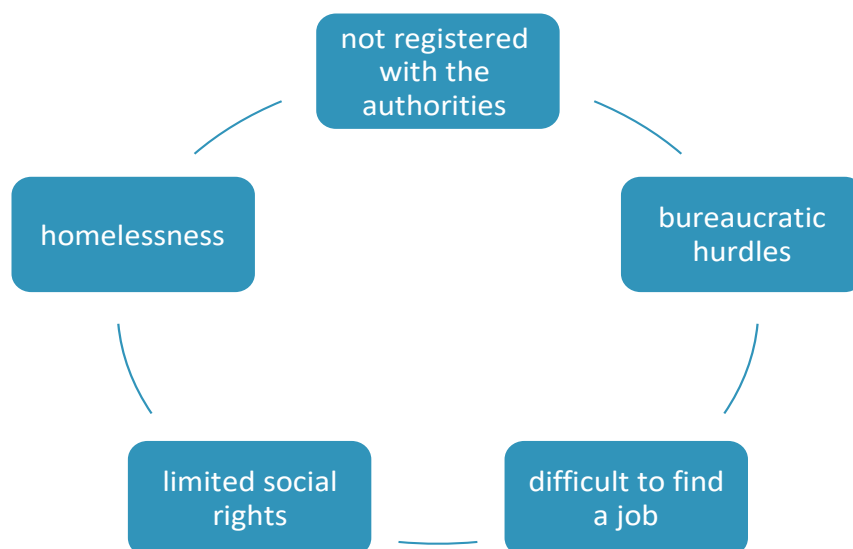 not registered
with the
authorities
bureaucratic
hurdles
difficult to find
a job
limited social
rights
homelessness